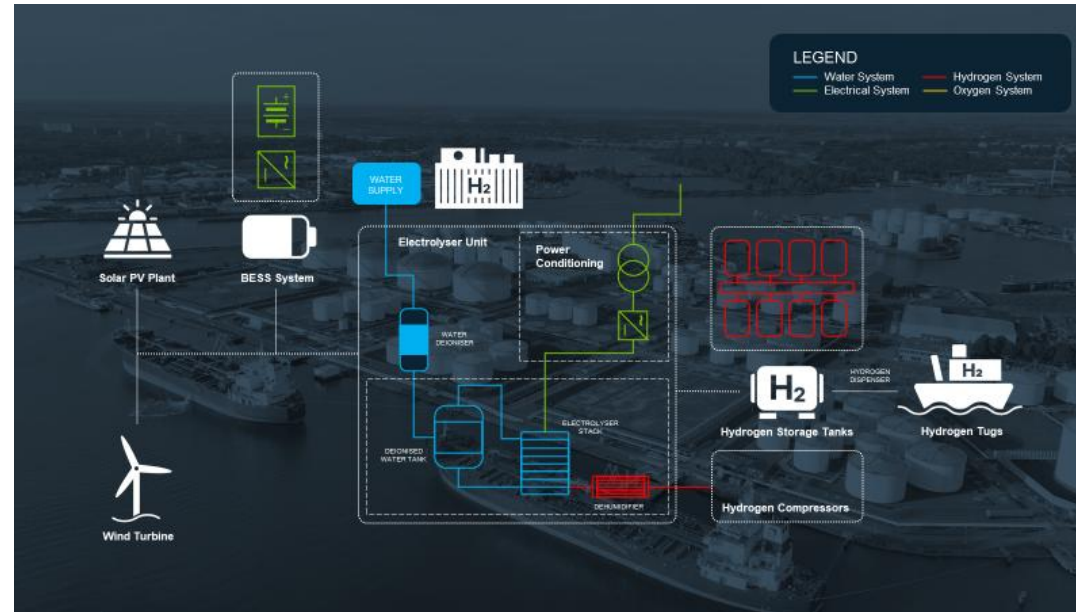 LEGEND
Water System
Hydrogen System
Electrical System
Oxygen System
WATER
SUPPLY
H2
Electrolyser Unit
Power
Conditioning
Solar PV Plant
BESS System
WATER
DEIONISER
HYDROGEN
DISPENSER
H2
H2
ELECTROLYSER
STACK
Hydrogen Storage Tanks
Hydrogen Tugs
DEIONISED
WATER TANK
DEHUMIDIFIER
Hydrogen Compressors
Wind Turbine